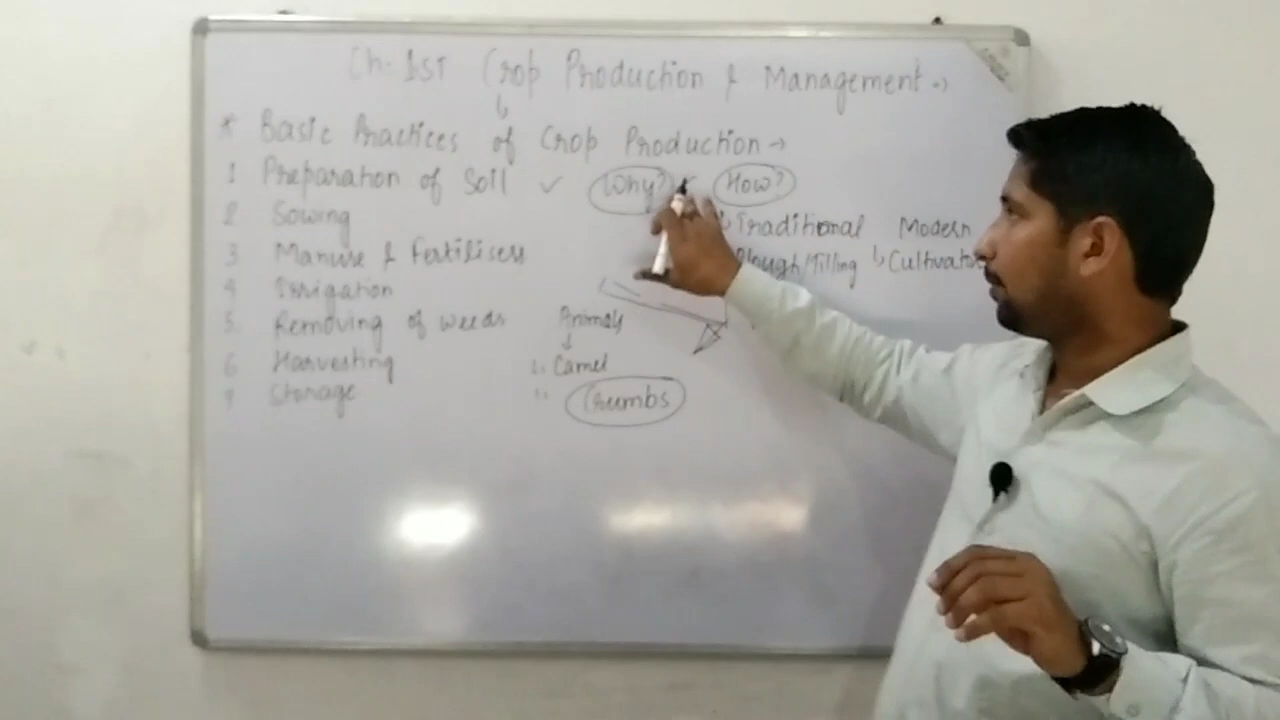 Ch. 1st Crop Production & Management →
* Basic Practices of Crop Production →
1 Preparation of Soil ✓ Why? How?
2 Sowing Traditional Modern
3 Manure & Fertilisers Plough/Tilling Cultivator
4 Irrigation
5. Removing of weeds Animals
6 Harvesting Camel
7 Storage Crumbs